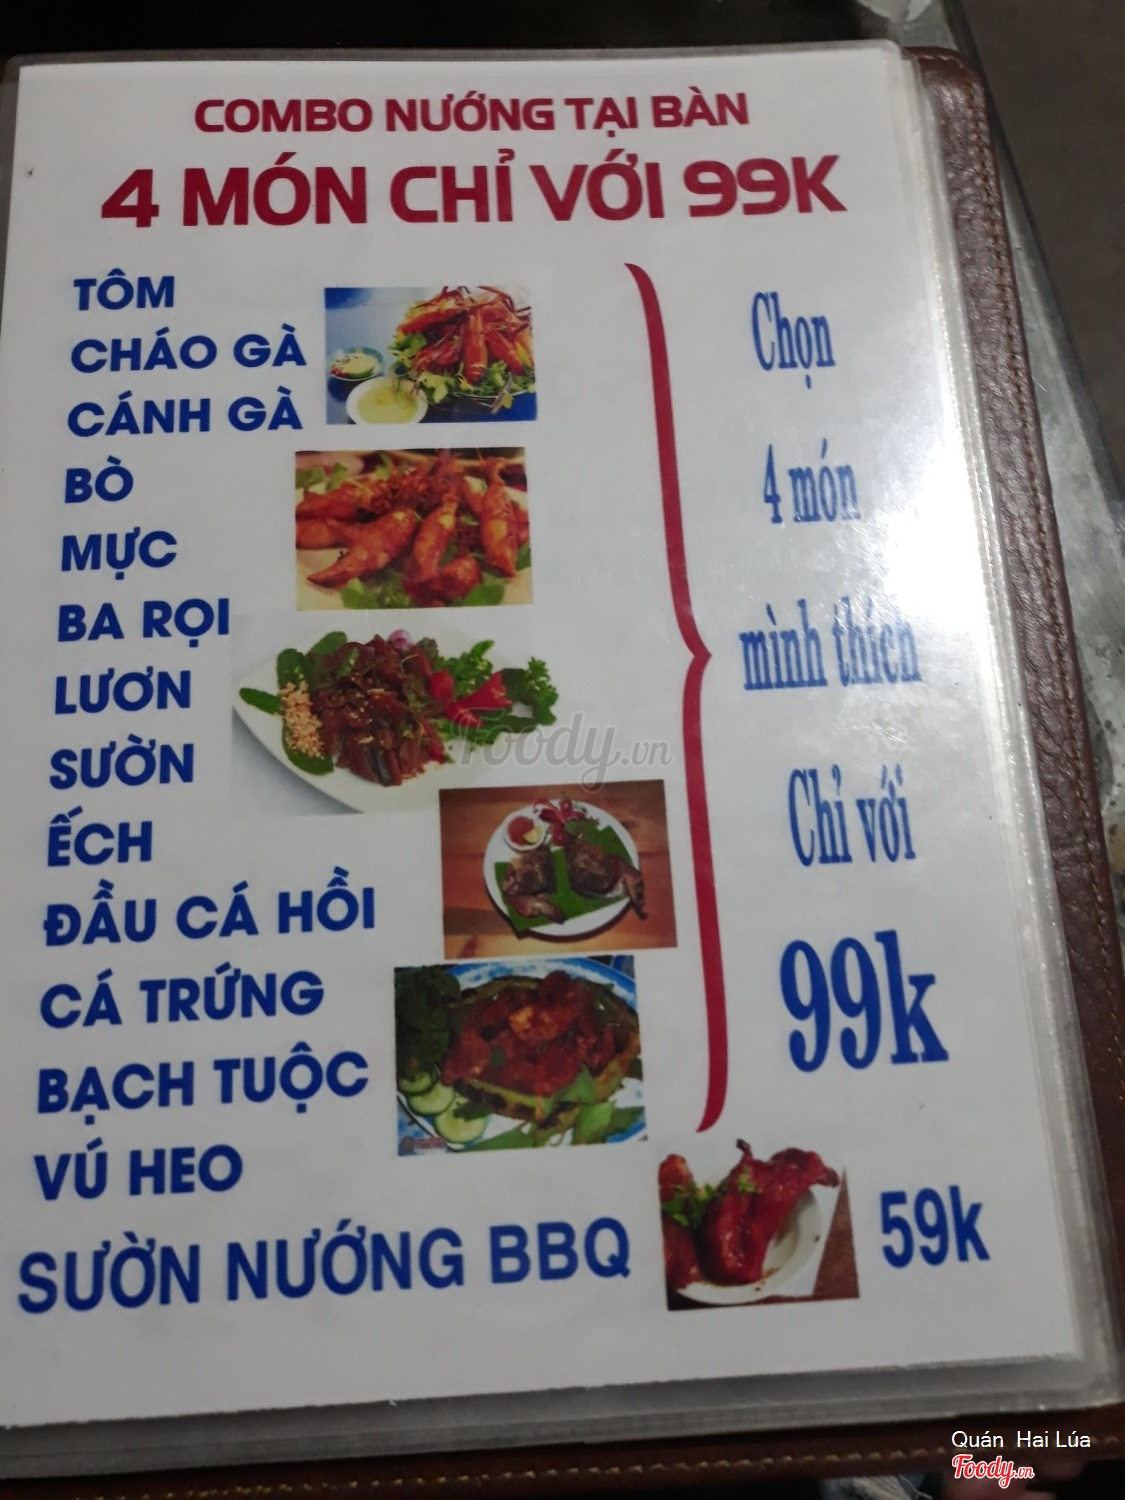 COMBO NƯỚNG TẠI BÀN
4 MÓN CHỈ VỚI 99K
TÔM
CHÁO GÀ
CÁNH GÀ
BÒ
MỰC
BA RỌI
LƯƠN
SƯỜN
ẾCH
ĐẦU CÁ HỒI
CÁ TRỨNG
BẠCH TUỘC
VÚ HEO
Chọn
4 món
mình thích
Chỉ với
99k
SƯỜN NƯỚNG BBQ 59k
Foody.vn
Quán Hai Lúa
Foody.vn